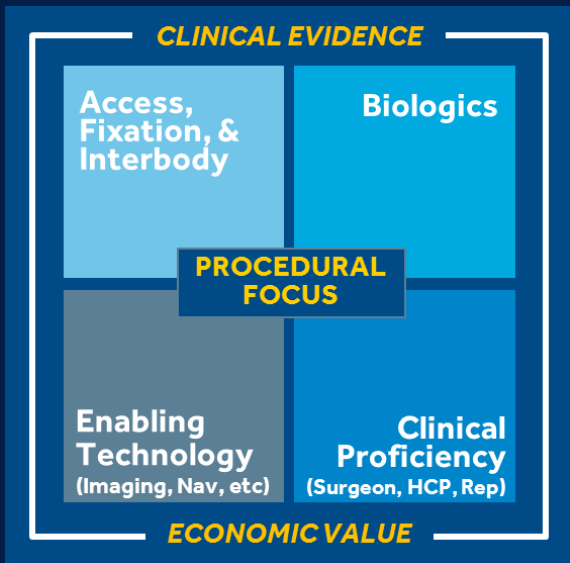 CLINICAL EVIDENCE
Access,
Fixation, &
Interbody
Biologics
PROCEDURAL
FOCUS
Enabling
Technology
(Imaging, Nav, etc)
Clinical
Proficiency
(Surgeon, HCP, Rep)
ECONOMIC VALUE